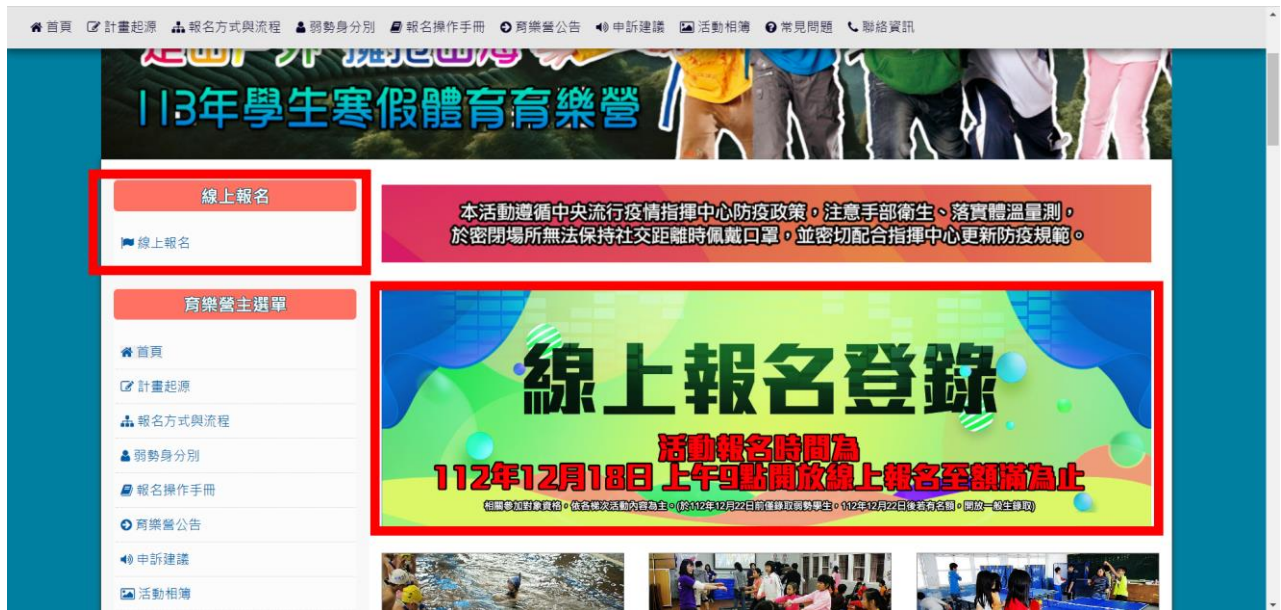 首頁 計畫起源 報名方式與流程 弱勢身分別 報名操作手冊 育樂營公告 申訴建議 活動相簿 常見問題 聯絡資訊
走出戶外 擁抱山海
113年學生寒假體育育樂營
線上報名
線上報名
本活動遵循中央流行疫情指揮中心防疫政策，注意手部衛生、落實體溫量測，
於密閉場所無法保持社交距離時佩戴口罩，並密切配合指揮中心更新防疫規範。
育樂營主選單
首頁
計畫起源
報名方式與流程
弱勢身分別
報名操作手冊
育樂營公告
申訴建議
活動相簿
線上報名登錄
活動報名時間為
112年12月18日 上午9點開放線上報名至額滿為止
相關參加對象資格，依各梯次活動內容為主。(於112年12月22日前僅錄取弱勢學生，112年12月22日後若有名額，開放一般生錄取)